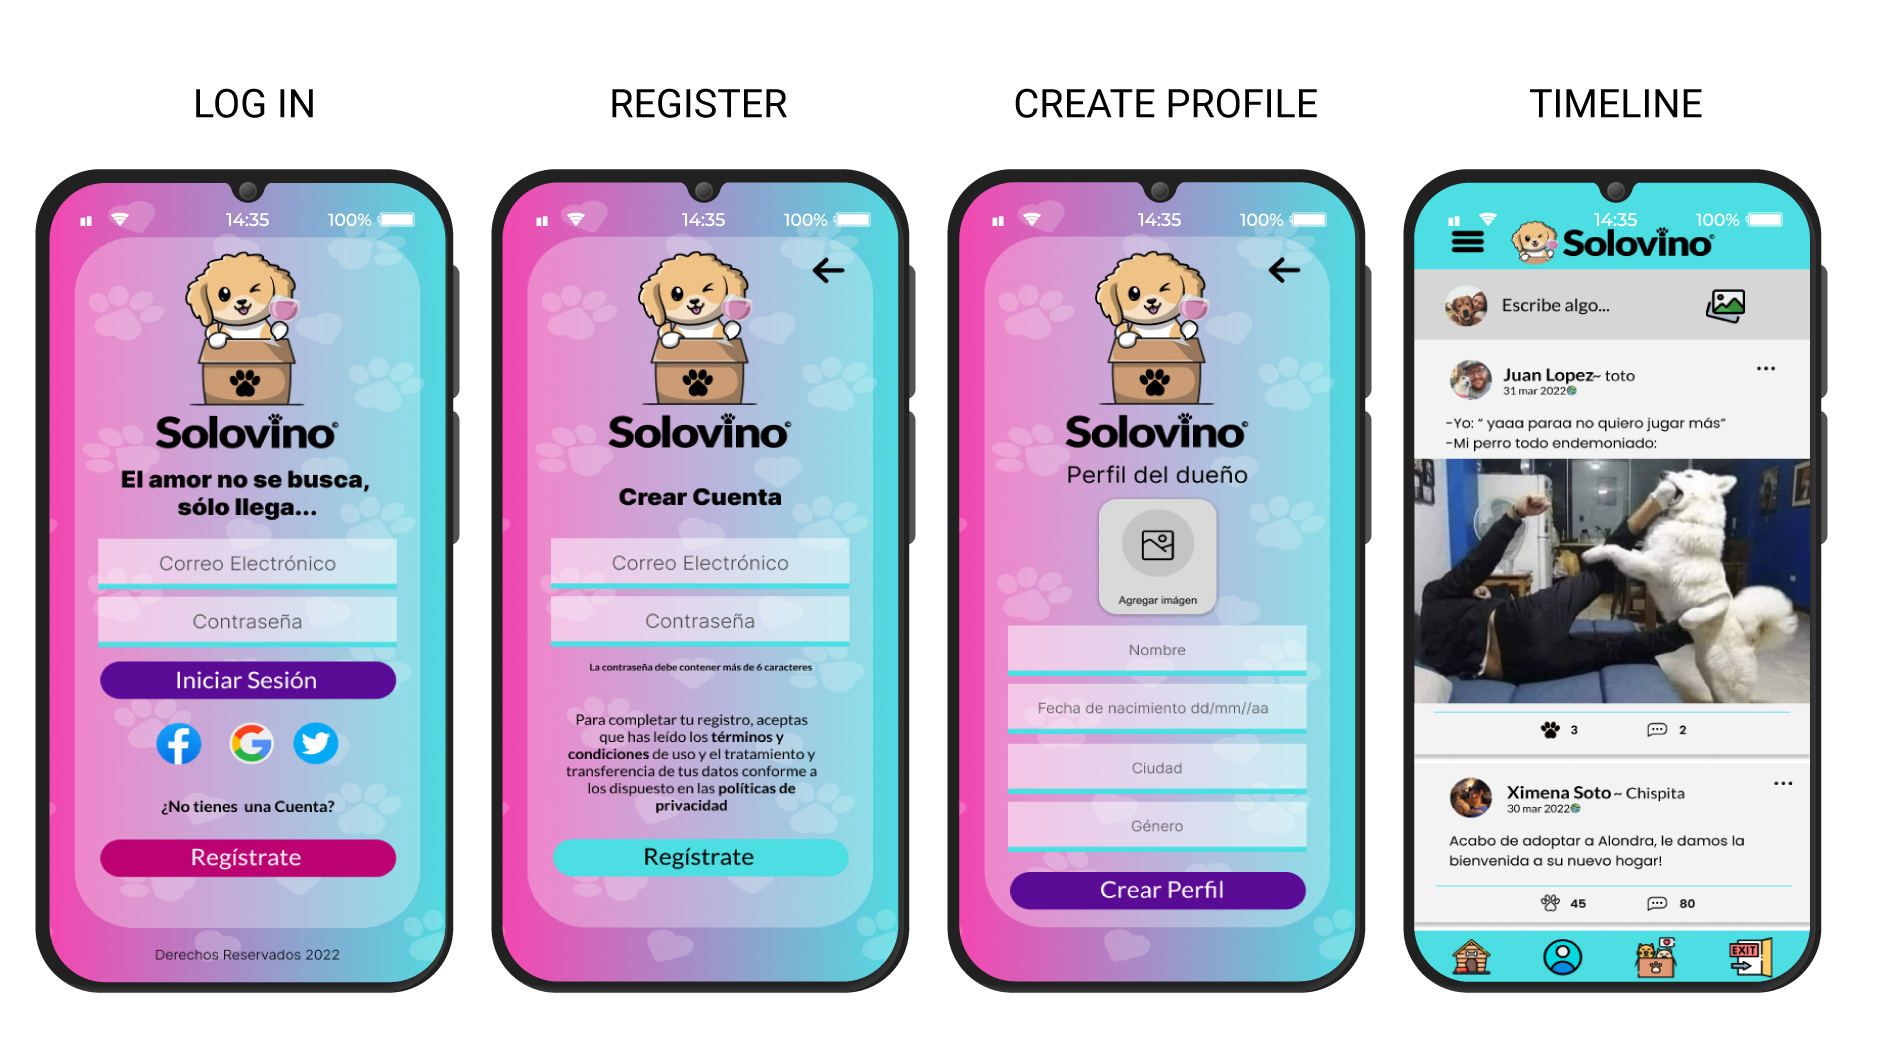 LOG IN
REGISTER
CREATE PROFILE
TIMELINE
14:35
100%
Solovino©
El amor no se busca,
sólo llega...
Correo Electrónico
Contraseña
Iniciar Sesión
¿No tienes una Cuenta?
Regístrate
Derechos Reservados 2022
14:35
100%
Solovino©
Crear Cuenta
Correo Electrónico
Contraseña
La contraseña debe contener más de 6 caracteres
Para completar tu registro, aceptas
que has leído los términos y
condiciones de uso y el tratamiento y
transferencia de tus datos conforme a
los dispuesto en las políticas de
privacidad
Regístrate
14:35
100%
Solovino©
Perfil del dueño
Agregar imágen
Nombre
Fecha de nacimiento dd/mm//aa
Ciudad
Género
Crear Perfil
14:35
100%
Solovino©
Escribe algo...
Juan Lopez~ toto
31 mar 2022
-Yo: “ yaaa paraa no quiero jugar más”
-Mi perro todo endemoniado:
3
2
Ximena Soto~ Chispita
30 mar 2022
Acabo de adoptar a Alondra, le damos la
bienvenida a su nuevo hogar!
45
80
EXIT